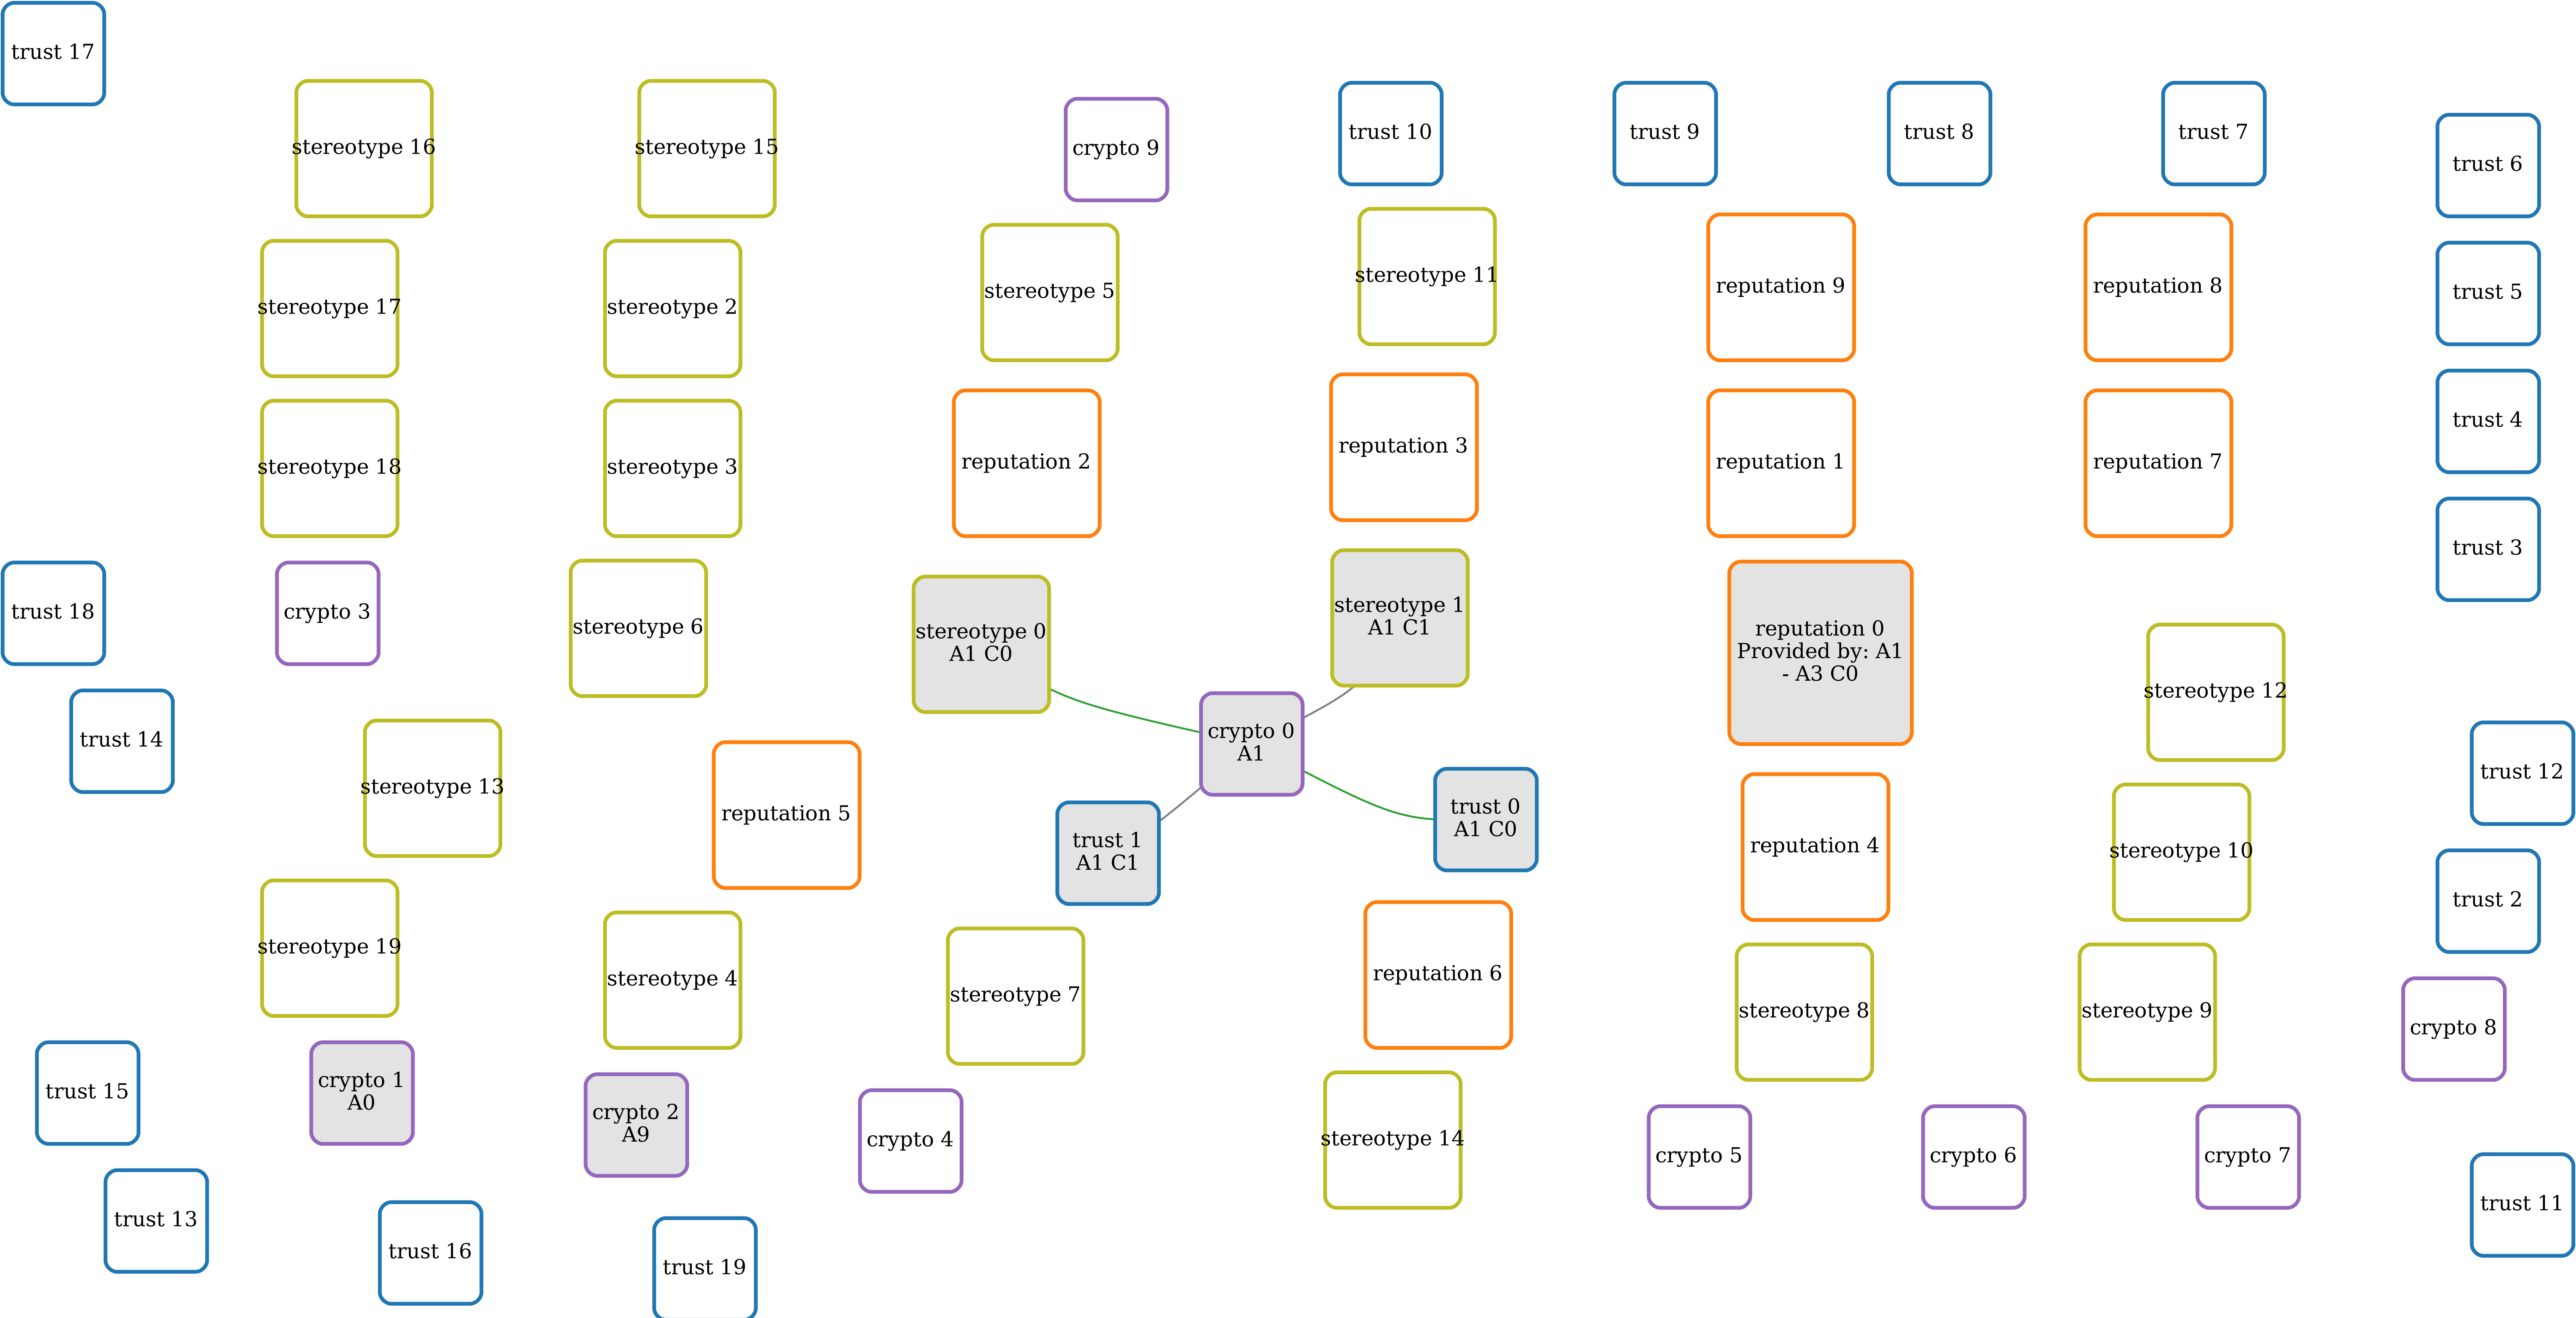 trust 17
stereotype 16
stereotype 15
crypto 9
trust 10
trust 9
trust 8
trust 7
trust 6
stereotype 17
stereotype 2
stereotype 5
stereotype 11
reputation 9
reputation 8
trust 5
stereotype 18
stereotype 3
reputation 2
reputation 3
reputation 1
reputation 7
trust 4
trust 3
trust 18
crypto 3
stereotype 6
stereotype 0
A1 C0
stereotype 1
A1 C1
reputation 0
Provided by: A1
- A3 C0
stereotype 12
trust 14
stereotype 13
reputation 5
crypto 0
A1
trust 1
A1 C1
trust 0
A1 C0
reputation 4
stereotype 10
trust 12
trust 2
stereotype 19
stereotype 4
stereotype 7
reputation 6
stereotype 8
stereotype 9
crypto 8
trust 15
crypto 1
A0
crypto 2
A9
crypto 4
stereotype 14
crypto 5
crypto 6
crypto 7
trust 11
trust 13
trust 16
trust 19